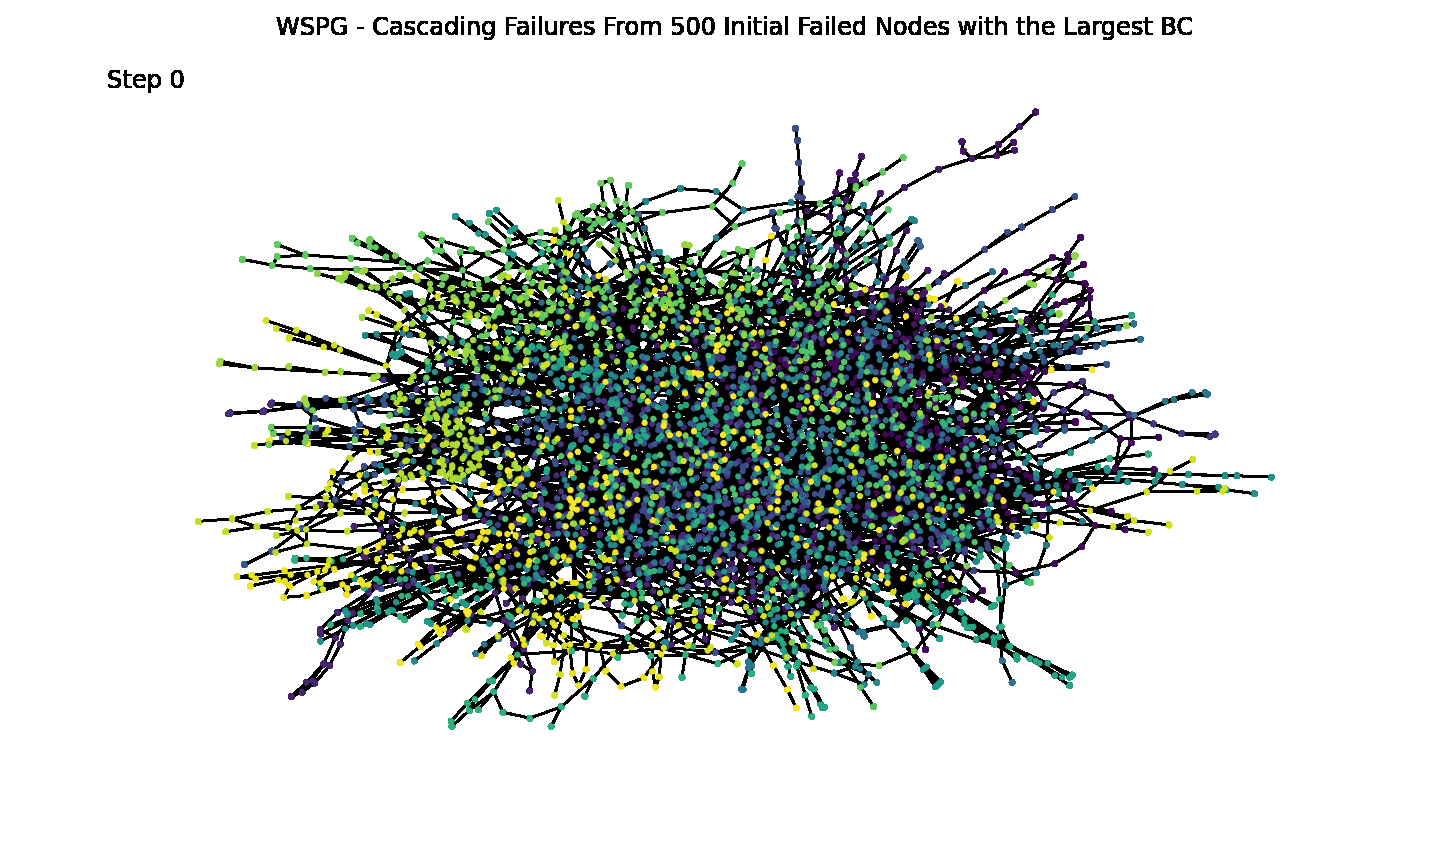 WSPG - Cascading Failures From 500 Initial Failed Nodes with the Largest BC
Step 0